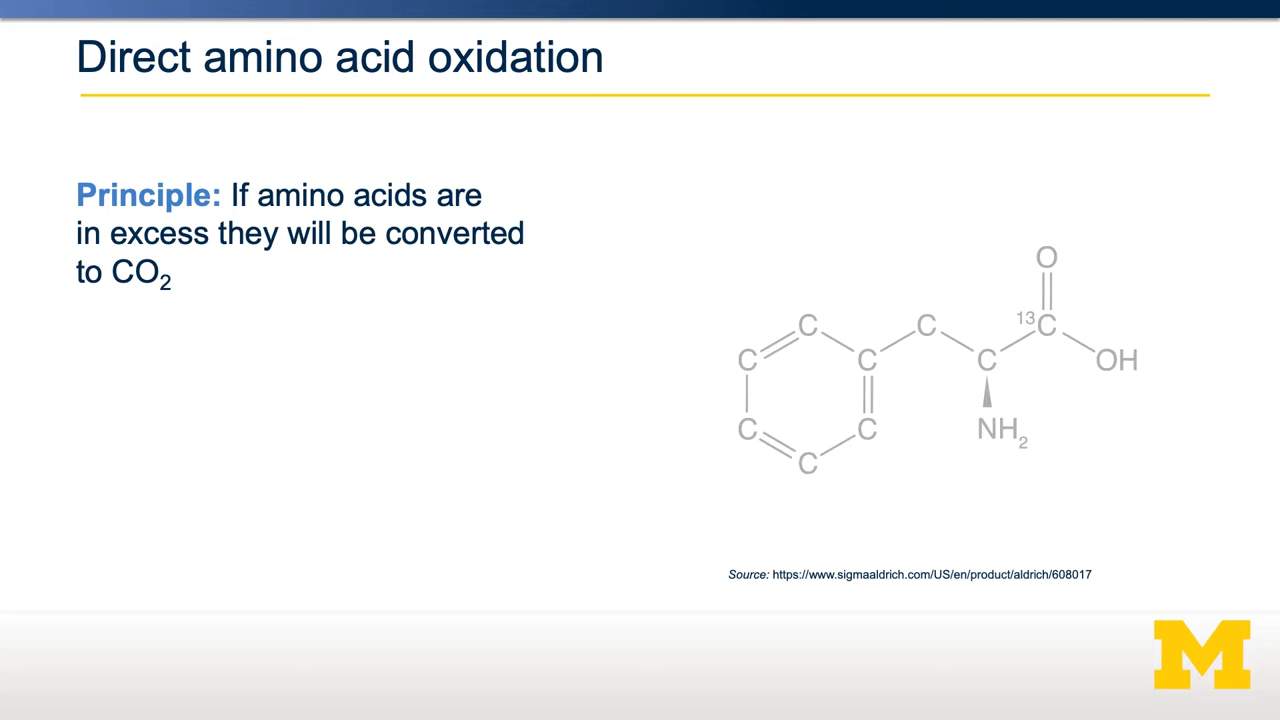 Direct amino acid oxidation
Principle: If amino acids are
in excess they will be converted
to CO₂
O
¹³C
C
C
C
C
C
OH
C
C
NH₂
C
Source: https://www.sigmaaldrich.com/US/en/product/aldrich/608017
M